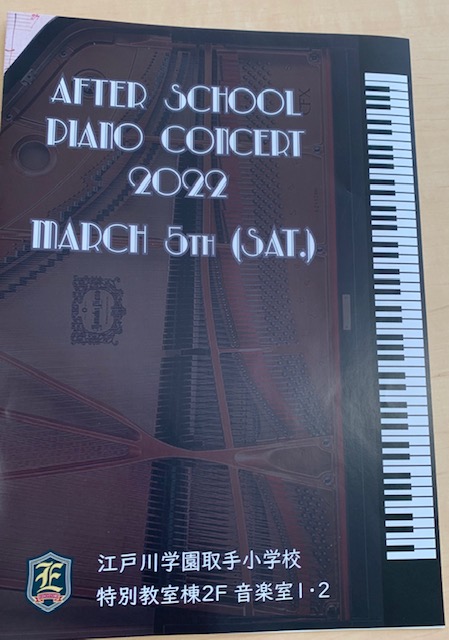 AFTER SCHOOL
PIANO CONCERT
2022
MARCH 5TH (SAT.)
江戸川学園取手小学校
特別教室棟2F 音楽室1・2